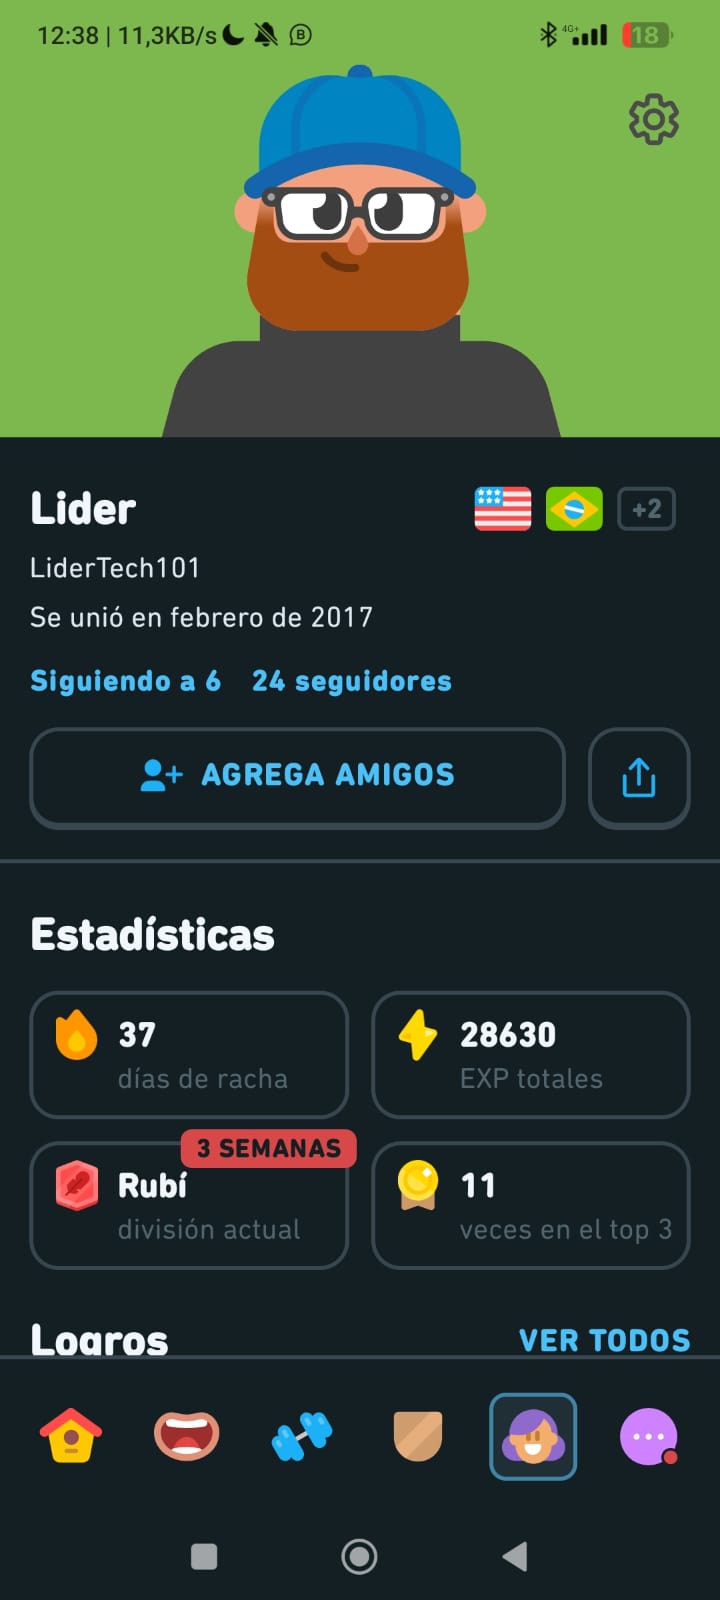 12:38 | 11,3KB/s
4G+
18
Lider
+2
LiderTech101
Se unió en febrero de 2017
Siguiendo a 6 24 seguidores
AGREGA AMIGOS
Estadísticas
37
días de racha
28630
EXP totales
3 SEMANAS
Rubí
división actual
11
veces en el top 3
Logros
VER TODOS